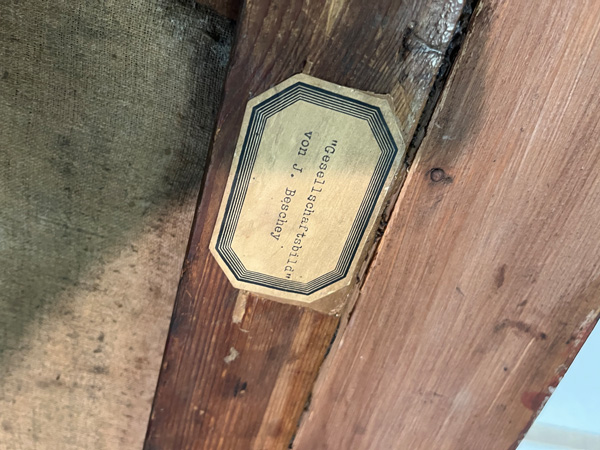 "Gesellschaftsbild"
von J. Beschey